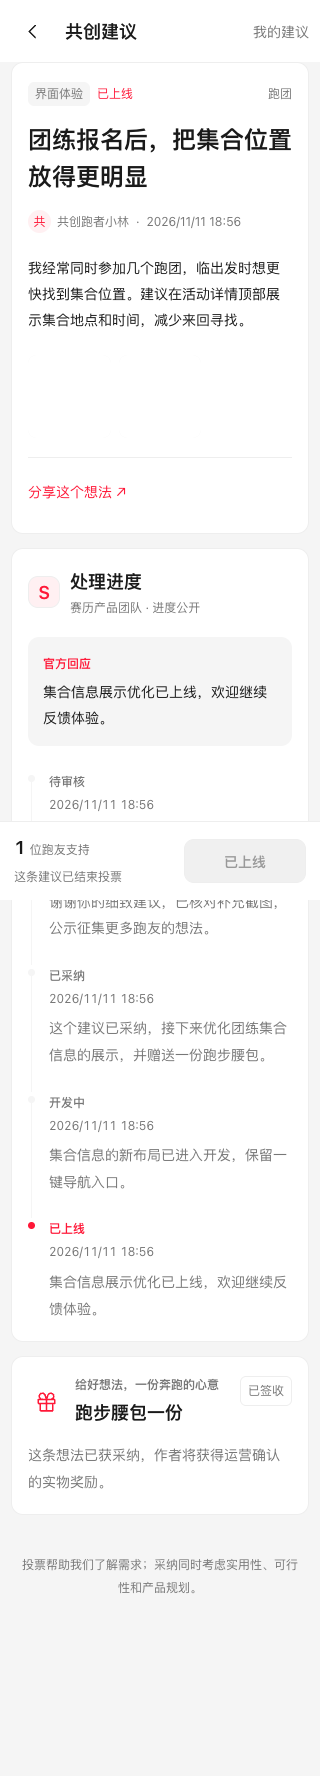 共创建议
我的建议
界面体验 已上线
跑团
团练报名后，把集合位置
放得更明显
共 共创跑者小林 · 2026/11/11 18:56
我经常同时参加几个跑团，临出发时想更
快找到集合位置。建议在活动详情顶部展
示集合地点和时间，减少来回寻找。
分享这个想法 ↗
S
处理进度
赛历产品团队 · 进度公开
官方回应
集合信息展示优化已上线，欢迎继续
反馈体验。
待审核
2026/11/11 18:56
1 位跑友支持
这条建议已结束投票
已上线
谢谢你的细致建议，已核对补充截图，
公示征集更多跑友的想法。
已采纳
2026/11/11 18:56
这个建议已采纳，接下来优化团练集合
信息的展示，并赠送一份跑步腰包。
开发中
2026/11/11 18:56
集合信息的新布局已进入开发，保留一
键导航入口。
已上线
2026/11/11 18:56
集合信息展示优化已上线，欢迎继续反
馈体验。
给好想法，一份奔跑的心意
已签收
跑步腰包一份
这条想法已获采纳，作者将获得运营确认
的实物奖励。
投票帮助我们了解需求；采纳同时考虑实用性、可行
性和产品规划。